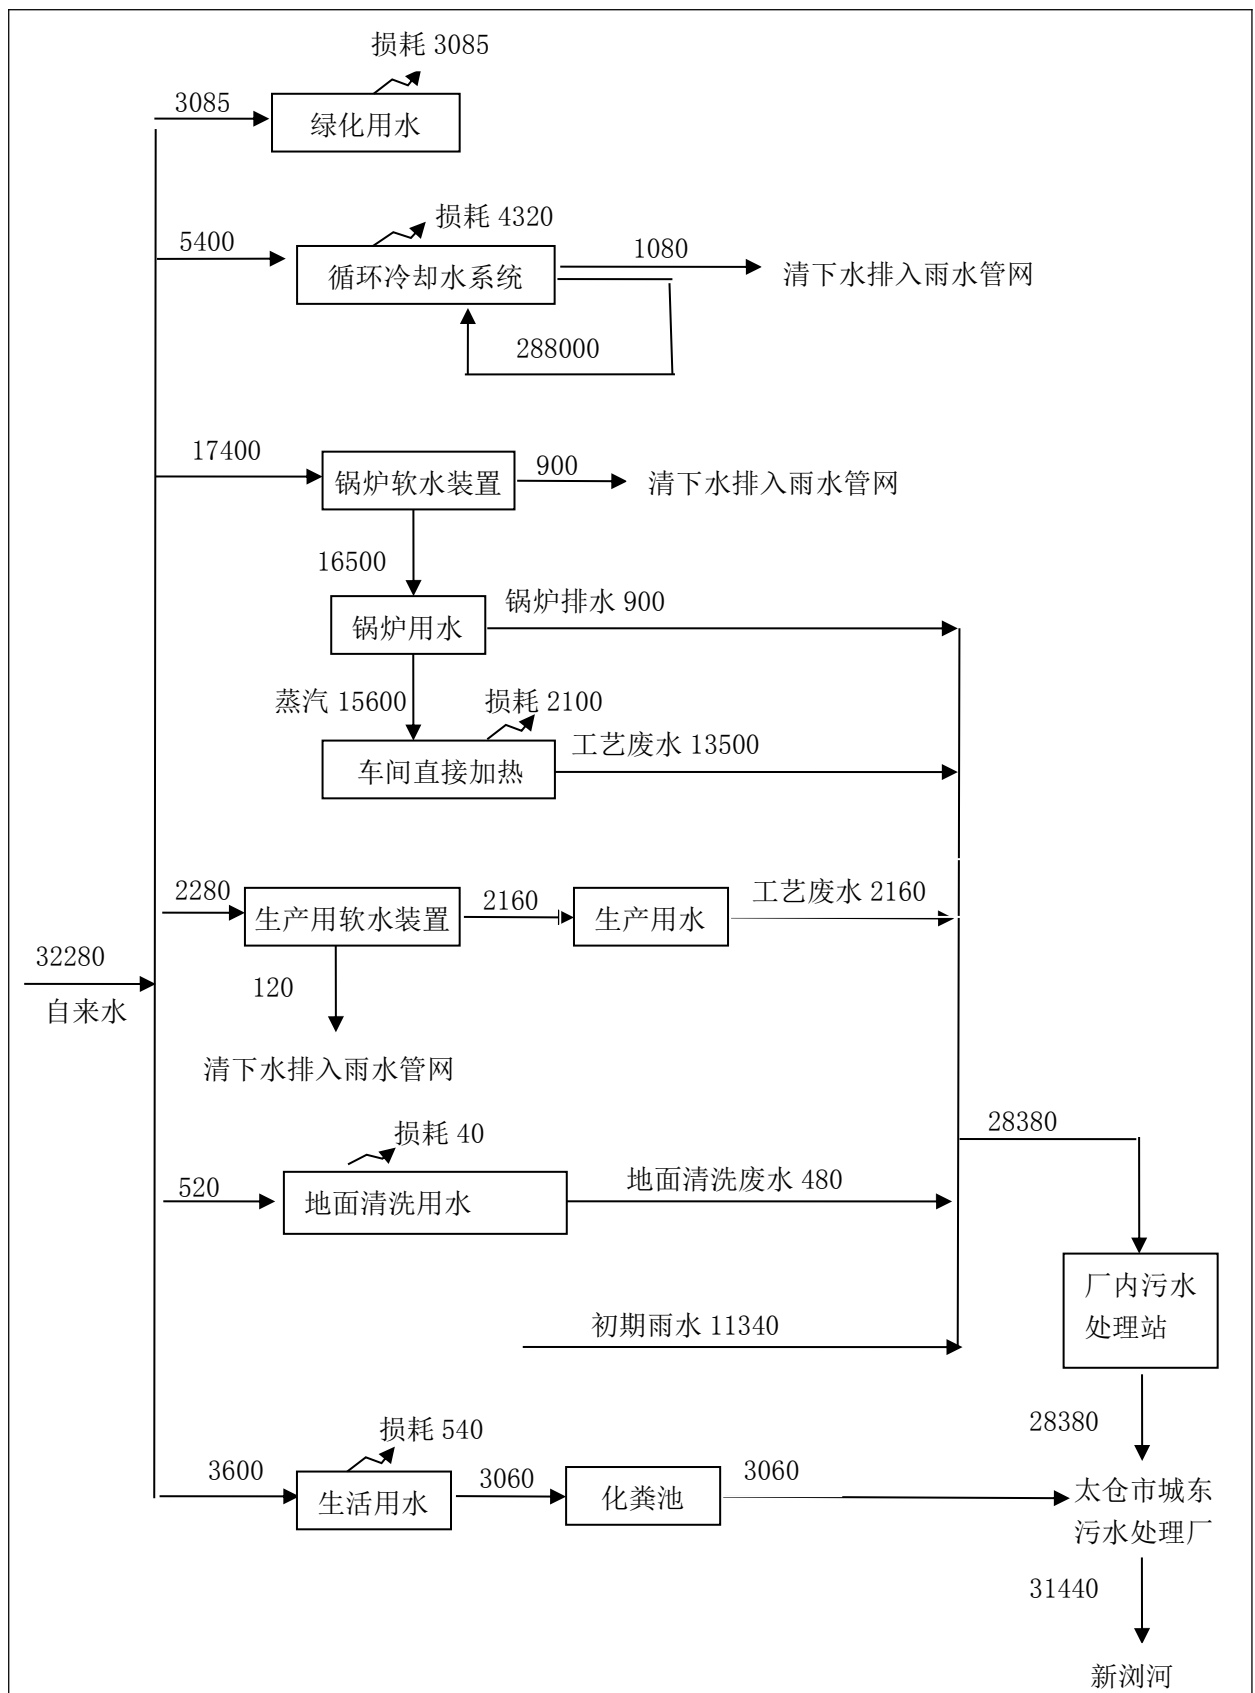 损耗 3085
3085
绿化用水
损耗 4320
5400
1080
循环冷却水系统
清下水排入雨水管网
288000
17400
900
锅炉软水装置
清下水排入雨水管网
16500
锅炉排水 900
锅炉用水
蒸汽 15600
损耗 2100
工艺废水 13500
车间直接加热
2280
2160
工艺废水 2160
生产用软水装置
生产用水
32280
120
自来水
清下水排入雨水管网
28380
损耗 40
520
地面清洗废水 480
地面清洗用水
厂内污水
处理站
初期雨水 11340
28380
损耗 540
3600
3060
3060
生活用水
化粪池
太仓市城东
污水处理厂
31440
新浏河